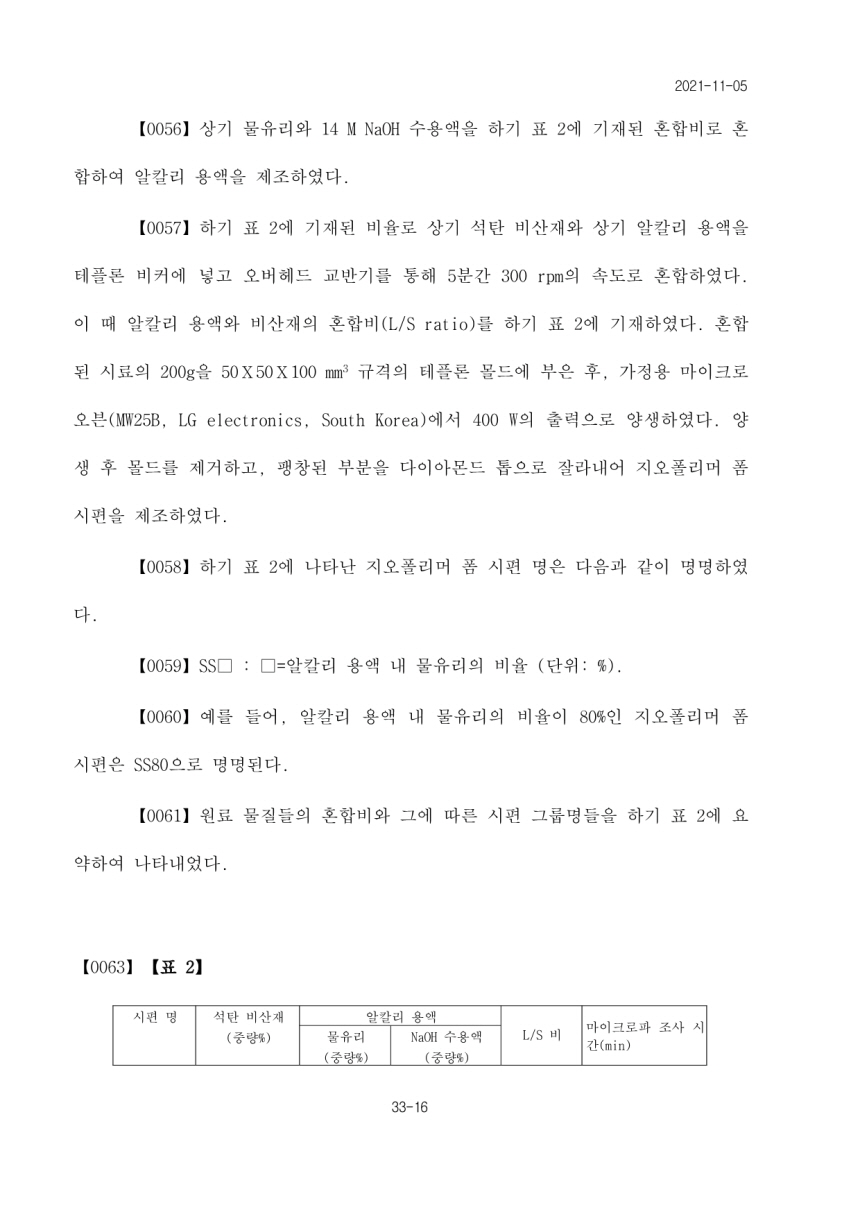 2021-11-05
【0056】상기 물유리와 14 M NaOH 수용액을 하기 표 2에 기재된 혼합비로 혼
합하여 알칼리 용액을 제조하였다.
【0057】하기 표 2에 기재된 비율로 상기 석탄 비산재와 상기 알칼리 용액을
테플론 비커에 넣고 오버헤드 교반기를 통해 5분간 300 rpm의 속도로 혼합하였다.
이 때 알칼리 용액와 비산재의 혼합비(L/S ratio)를 하기 표 2에 기재하였다. 혼합
된 시료의 200g을 50Ⅹ50Ⅹ100 mm³ 규격의 테플론 몰드에 부은 후, 가정용 마이크로
오븐(MW25B, LG electronics, South Korea)에서 400 W의 출력으로 양생하였다. 양
생 후 몰드를 제거하고, 팽창된 부분을 다이아몬드 톱으로 잘라내어 지오폴리머 폼
시편을 제조하였다.
【0058】하기 표 2에 나타난 지오폴리머 폼 시편 명은 다음과 같이 명명하였
다.
【0059】SS□ : □=알칼리 용액 내 물유리의 비율 (단위: %).
【0060】예를 들어, 알칼리 용액 내 물유리의 비율이 80%인 지오폴리머 폼
시편은 SS80으로 명명된다.
【0061】원료 물질들의 혼합비와 그에 따른 시편 그룹명들을 하기 표 2에 요
약하여 나타내었다.
【0063】【표 2】
시편 명 석탄 비산재 알칼리 용액
(중량%) 물유리 NaOH 수용액 L/S 비 마이크로파 조사 시
간(min)
(중량%) (중량%)
33-16